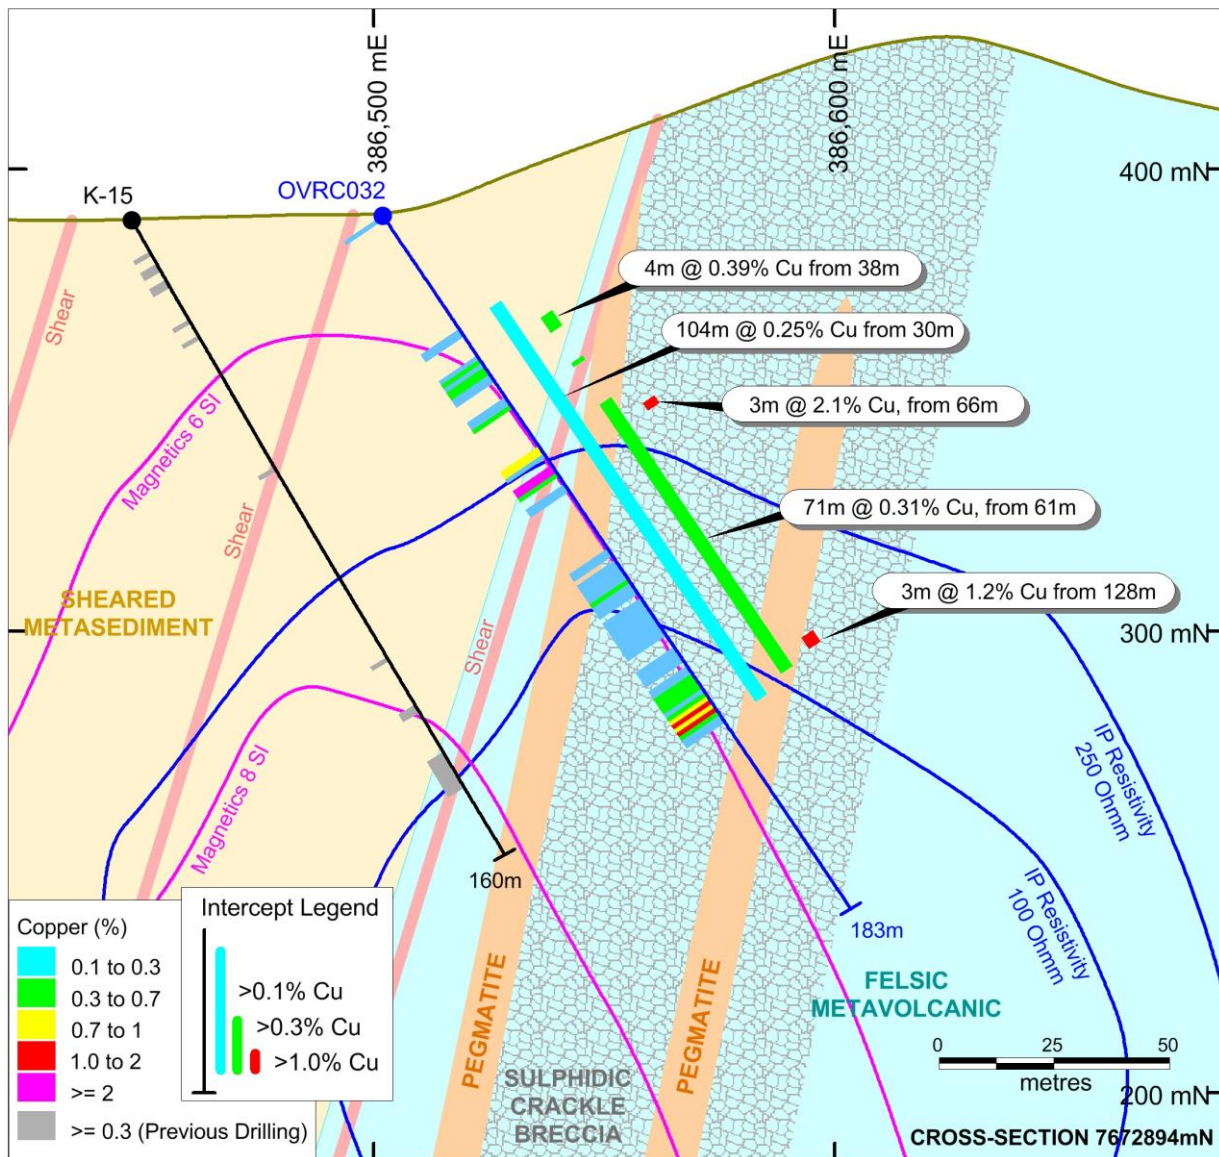 386,500 mE
386,600 mE
400 mN
K-15
OVRC032
4m @ 0.39% Cu from 38m
104m @ 0.25% Cu from 30m
3m @ 2.1% Cu, from 66m
71m @ 0.31% Cu, from 61m
3m @ 1.2% Cu from 128m
300 mN
Shear
Magnetics 6 SI
Shear
SHEARED
METASEDIMENT
Shear
Magnetics 8 SI
IP Resistivity
250 Ohmm
IP Resistivity
100 Ohmm
160m
183m
PEGMATITE
PEGMATITE
FELSIC
METAVOLCANIC
SULPHIDIC
CRACKLE
BRECCIA
Copper (%)
0.1 to 0.3
0.3 to 0.7
0.7 to 1
1.0 to 2
>= 2
>= 0.3 (Previous Drilling)
Intercept Legend
>0.1% Cu
>0.3% Cu
>1.0% Cu
0 25 50
metres
200 mN
CROSS-SECTION 7672894mN